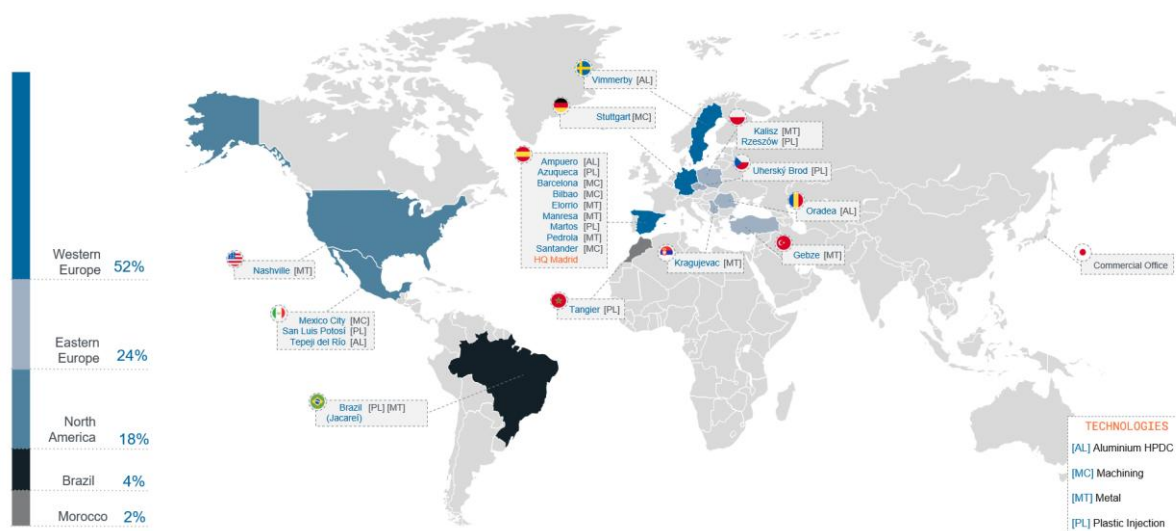 Western
Europe 52%
Eastern
Europe 24%
North
America 18%
Brazil 4%
Morocco 2%
Vimmerby [AL]
Stuttgart [MC]
Kalisz [MT]
Rzeszów [PL]
Uherský Brod [PL]
Oradea [AL]
Gebze [MT]
Kragujevac [MT]
Ampuero [AL]
Azuqueca [PL]
Barcelona [MC]
Bilbao [MC]
Elorrio [MT]
Manresa [MT]
Martos [PL]
Pedrola [MT]
Santander [MC]
HQ Madrid
Tangier [PL]
Nashville [MT]
Mexico City [MC]
San Luis Potosí [PL]
Tepeji del Río [AL]
Brazil [PL] [MT]
(Jacareí)
Commercial Office
TECHNOLOGIES
[AL] Aluminium HPDC
[MC] Machining
[MT] Metal
[PL] Plastic Injection